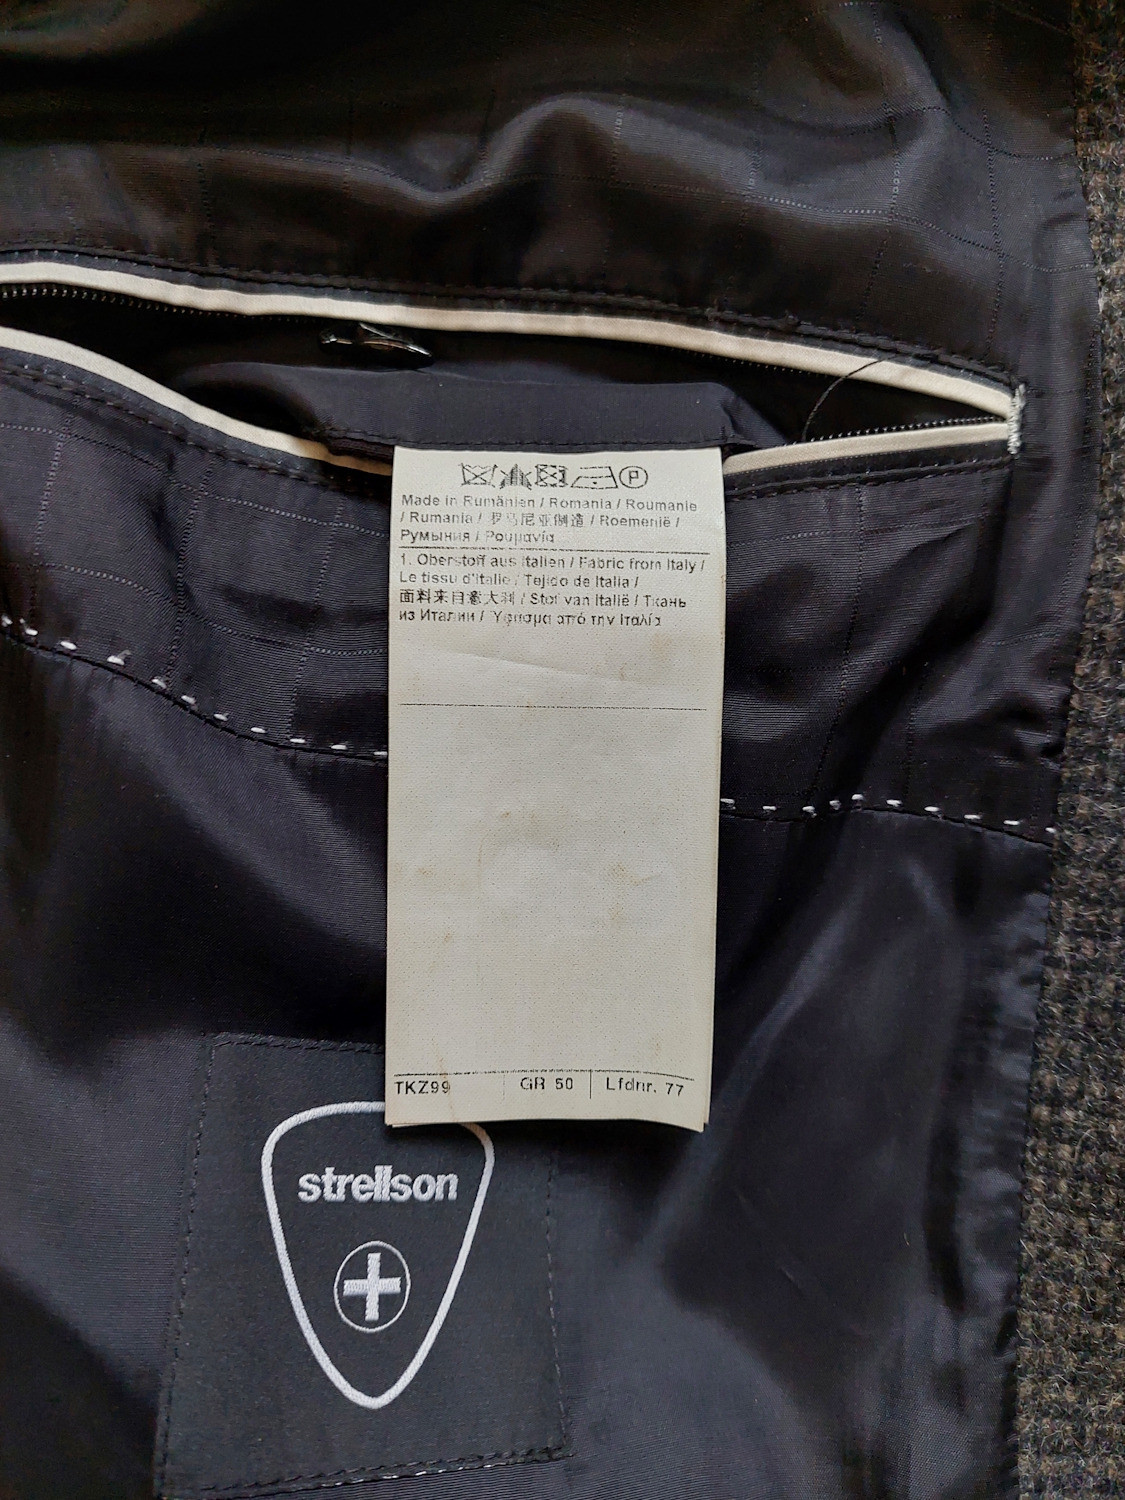 P
Made in Rumänien / Romania / Roumanie
/ Rumania / 罗马尼亚制造 / Roemenië /
Румыния / Ρουμανία
1. Oberstoff aus Italien / Fabric from Italy /
Le tissu d'Italie / Tejido de Italia /
面料来自意大利 / Stof van Italië / Ткань
из Италии / Ύφασμα από την Ιταλία
TKZ99 GR 50 Lfdnr. 77
strellson